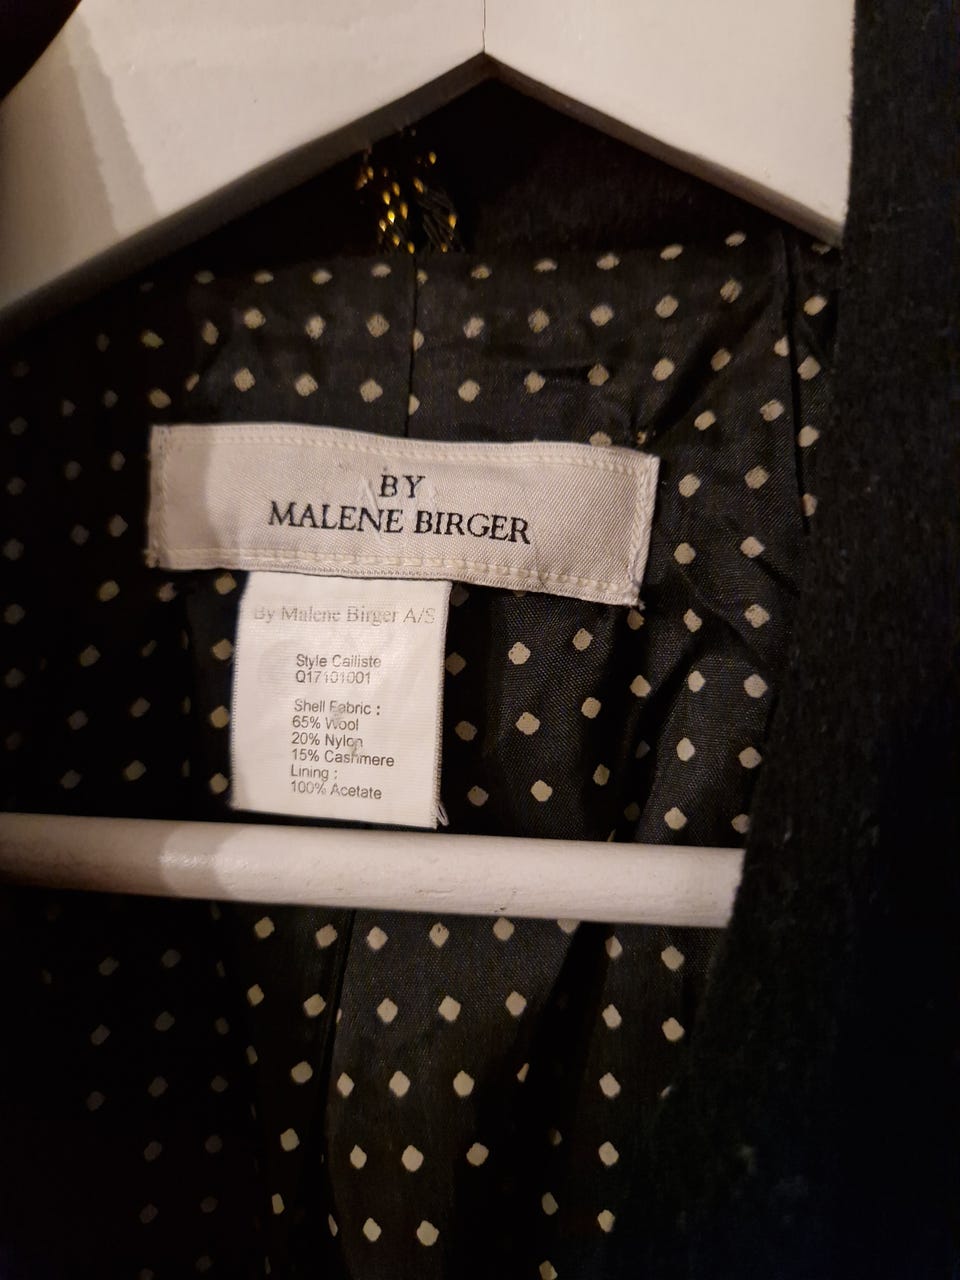 BY
MALENE BIRGER
By Malene Birger A/S
Style Cailiste
Q17101001
Shell Fabric :
65% Wool
20% Nylon
15% Cashmere
Lining :
100% Acetate